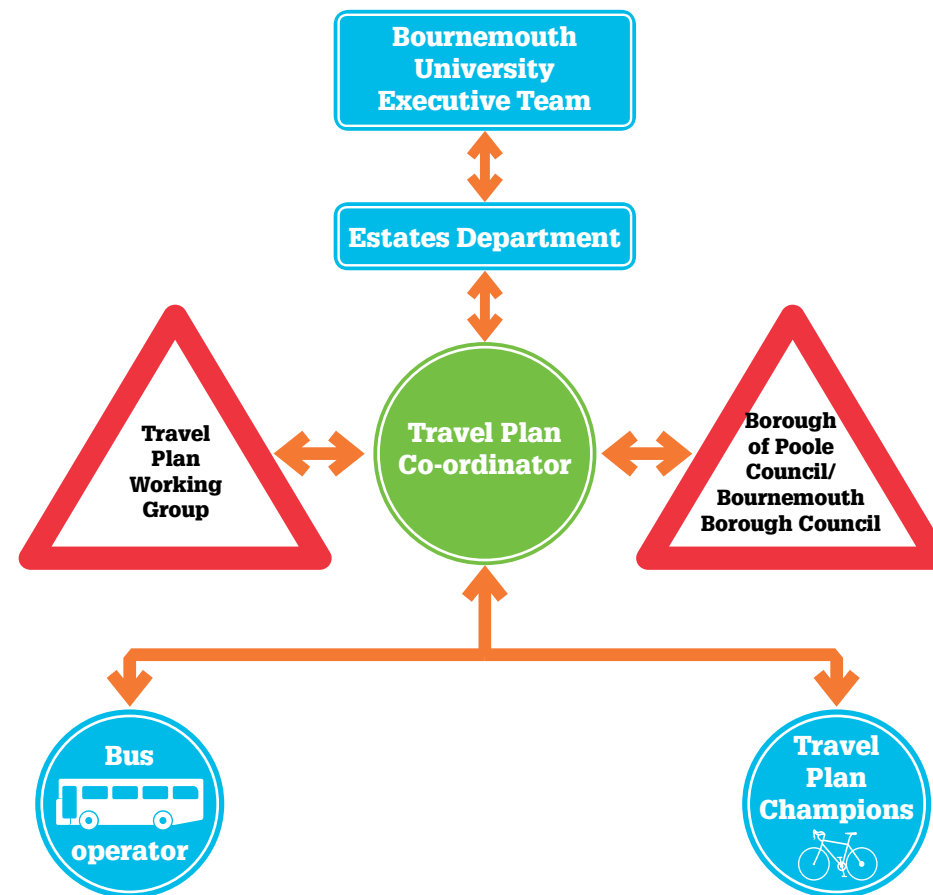 Bournemouth
University
Executive Team
Estates Department
Travel
Plan
Working
Group
Travel Plan
Co-ordinator
Borough
of Poole
Council/
Bournemouth
Borough Council
Bus
operator
Travel
Plan
Champions